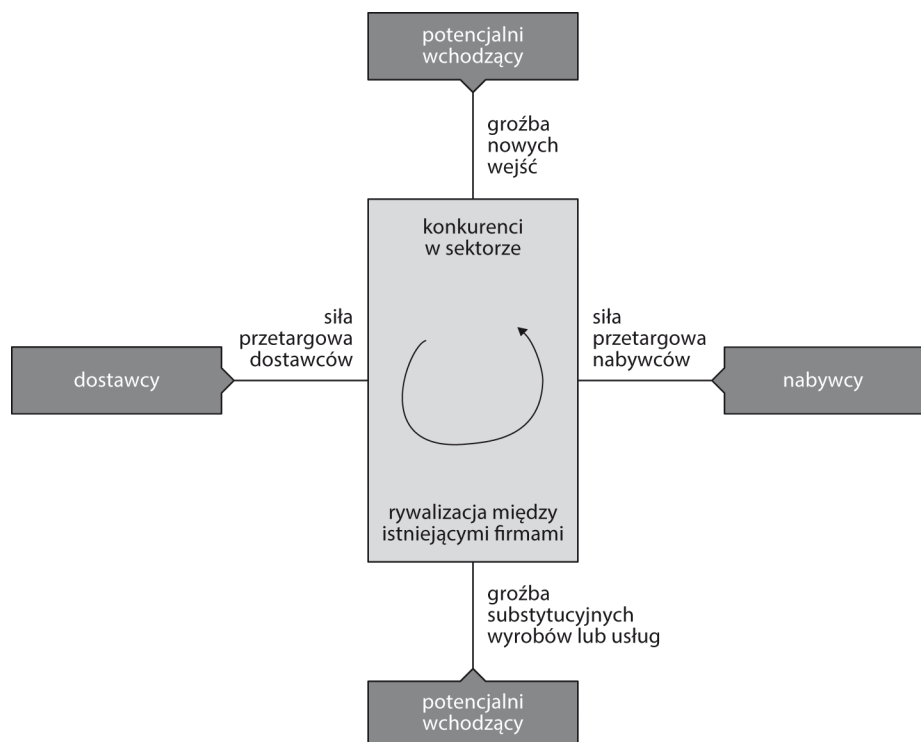 potencjalni
wchodzący
groźba
nowych
wejść
konkurenci
w sektorze
siła
przetargowa
dostawców
siła
przetargowa
nabywców
dostawcy
nabywcy
rywalizacja między
istniejącymi firmami
groźba
substytucyjnych
wyrobów lub usług
potencjalni
wchodzący